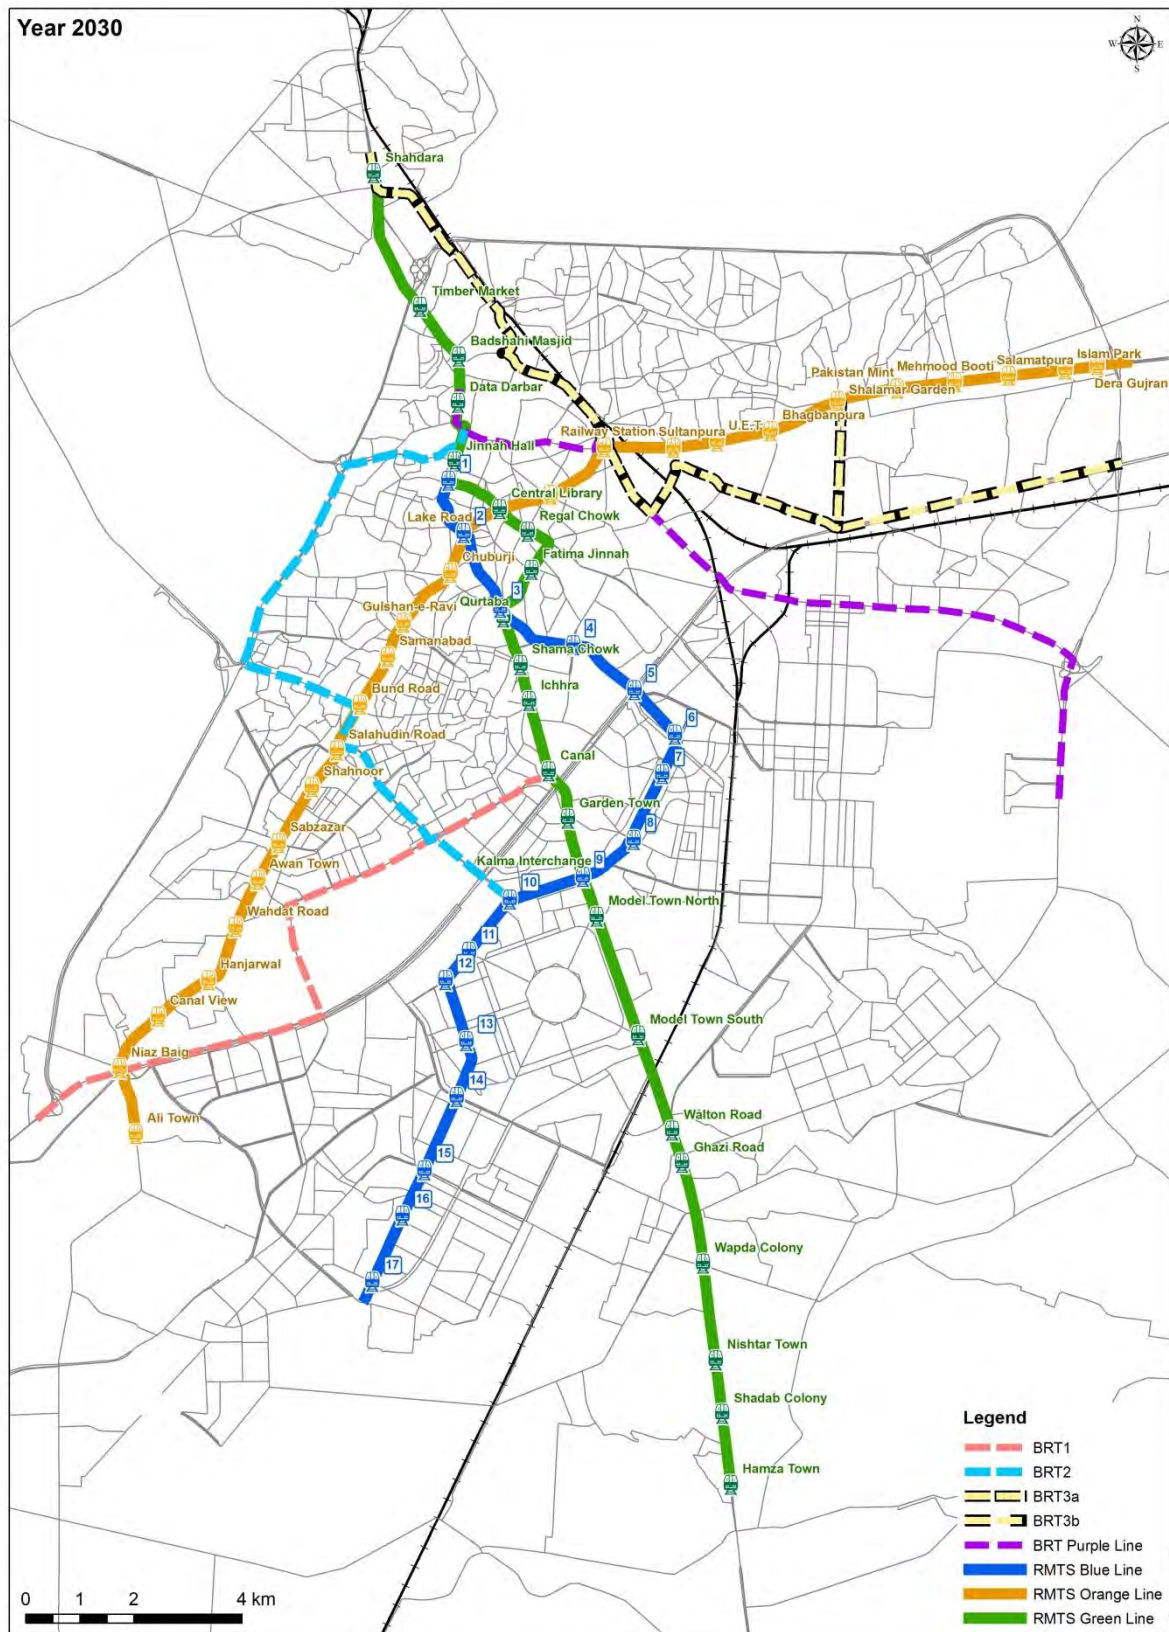 Year 2030
N
W E
S
Shahdara
Timber Market
Badshani Masjid
Data Darbar
Islam Park
Salamatpura
Mehmood Booti
Pakistan Mint
Dera Gujran
Shalamar Garden
Bhagbanpura
U.E.T
Railway Station Sultanpura
Jinnah Hall
1
Central Library
Lake Road
2
Regal Chowk
Fatima Jinnah
Chuburji
3
Qurtaba
Gulshan-e-Ravi
4
Samanabad
Shama Chowk
5
Ichhra
Bund Road
6
Salahudin Road
Canal
7
Shahnoor
Garden Town
8
Sabzazar
Kalma Interchange
9
Awan Town
10
Model Town North
Wahdat Road
11
Hanjarwal
12
Canal View
13
Model Town South
Niaz Baig
14
Ali Town
Walton Road
Ghazi Road
15
16
Wapda Colony
17
Nishtar Town
Shadab Colony
Hamza Town
Legend
BRT1
BRT2
BRT3a
BRT3b
BRT Purple Line
RMTS Blue Line
RMTS Orange Line
RMTS Green Line
0 1 2 4 km